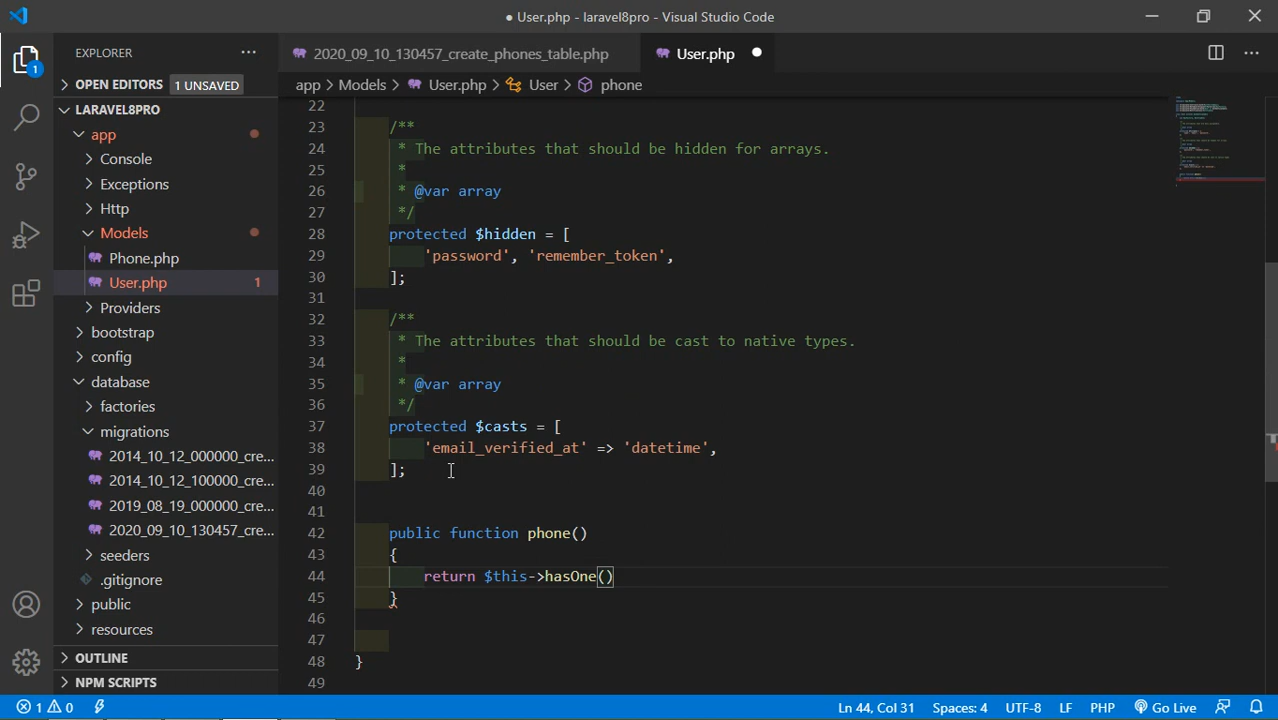 ● User.php - laravel8pro - Visual Studio Code
EXPLORER
OPEN EDITORS 1 UNSAVED
LARAVEL8PRO
app
Console
Exceptions
Http
Models
Phone.php
User.php 1
Providers
bootstrap
config
database
factories
migrations
2014_10_12_000000_cre...
2014_10_12_100000_cre...
2019_08_19_000000_cre...
2020_09_10_130457_crea...
seeders
.gitignore
public
resources
OUTLINE
NPM SCRIPTS
1
2020_09_10_130457_create_phones_table.php
User.php ●
app > Models > User.php > User > phone
22
23 /**
24 * The attributes that should be hidden for arrays.
25 *
26 * @var array
27 */
28 protected $hidden = [
29 'password', 'remember_token',
30 ];
31
32 /**
33 * The attributes that should be cast to native types.
34 *
35 * @var array
36 */
37 protected $casts = [
38 'email_verified_at' => 'datetime',
39 ];
40
41
42 public function phone()
43 {
44 return $this->hasOne()
45 }
46
47
48 }
49
1 0
Ln 44, Col 31 Spaces: 4 UTF-8 LF PHP Go Live